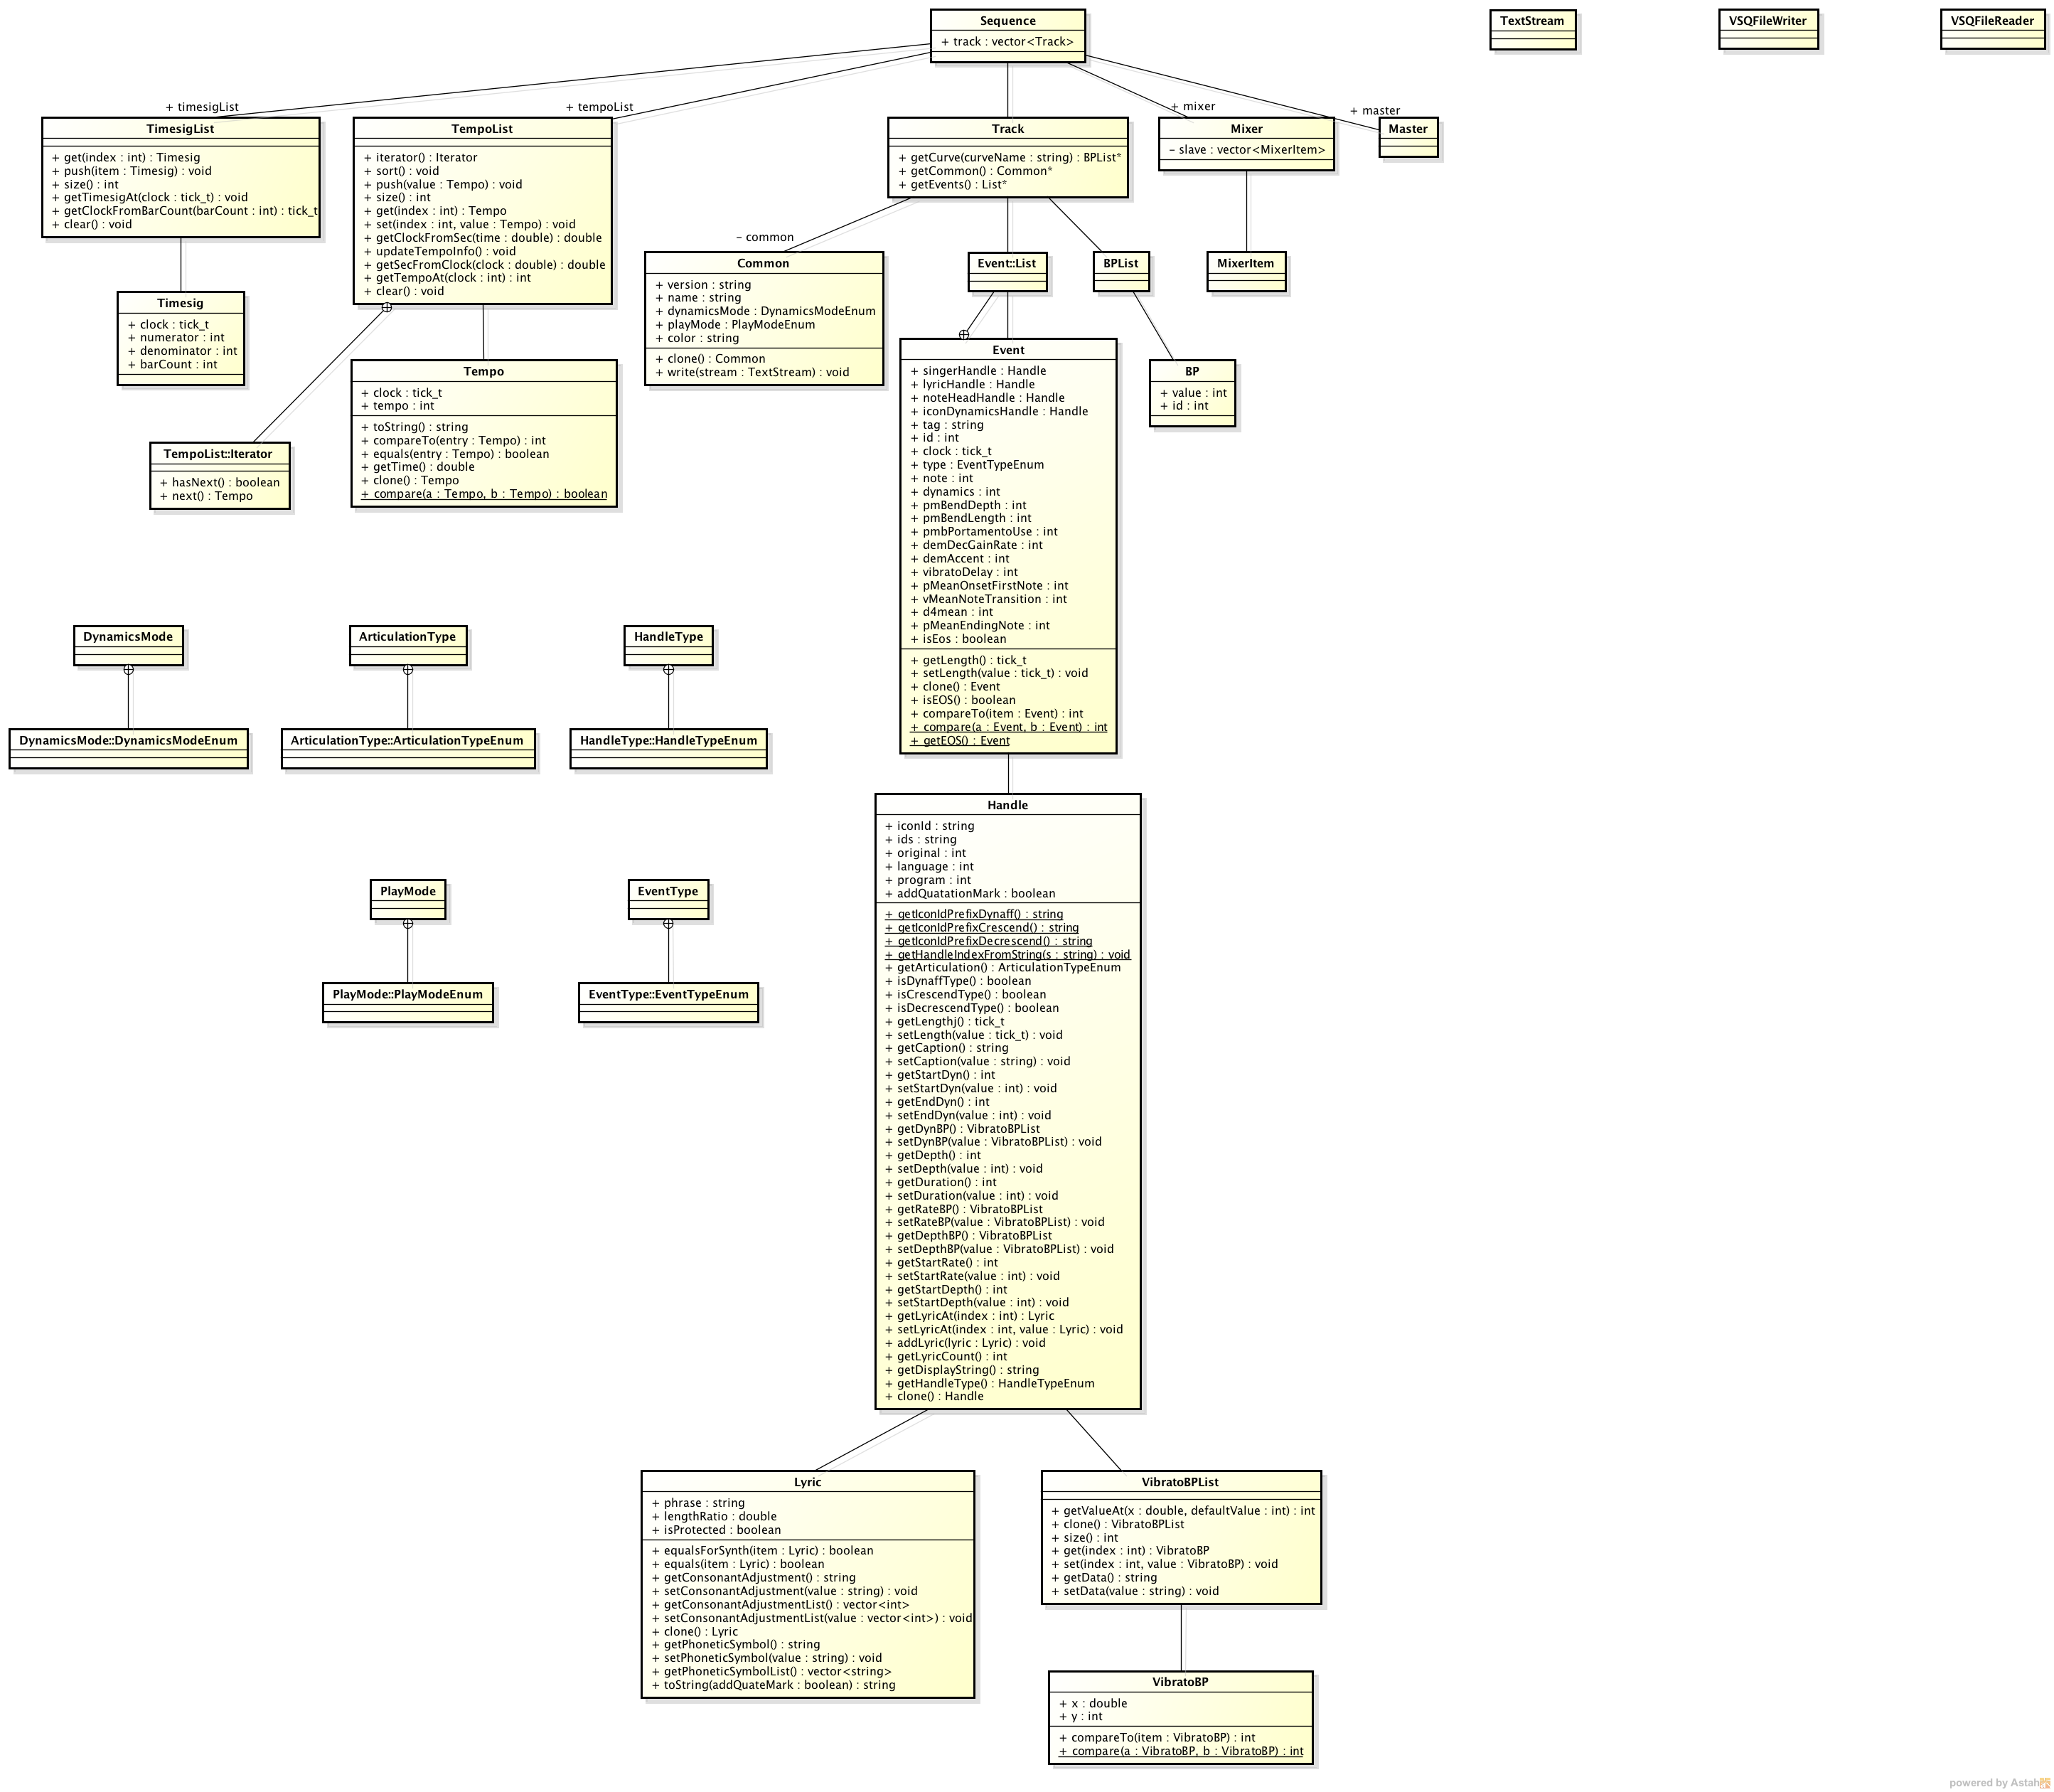 Sequence
+ track : vector<Track>
TextStream
VSQFileWriter
VSQFileReader
+ timesigList
+ tempoList
+ mixer
+ master
TimesigList
+ get(index : int) : Timesig
+ push(item : Timesig) : void
+ size() : int
+ getTimesigAt(clock : tick_t) : void
+ getClockFromBarCount(barCount : int) : tick_t
+ clear() : void
TempoList
+ iterator() : Iterator
+ sort() : void
+ push(value : Tempo) : void
+ size() : int
+ get(index : int) : Tempo
+ set(index : int, value : Tempo) : void
+ getClockFromSec(time : double) : double
+ updateTempoInfo() : void
+ getSecFromClock(clock : double) : double
+ getTempoAt(clock : int) : int
+ clear() : void
Track
+ getCurve(curveName : string) : BPList*
+ getCommon() : Common*
+ getEvents() : List*
Mixer
- slave : vector<MixerItem>
Master
- common
Common
+ version : string
+ name : string
+ dynamicsMode : DynamicsModeEnum
+ playMode : PlayModeEnum
+ color : string
+ clone() : Common
+ write(stream : TextStream) : void
Event::List
BPList
MixerItem
Timesig
+ clock : tick_t
+ numerator : int
+ denominator : int
+ barCount : int
Tempo
+ clock : tick_t
+ tempo : int
+ toString() : string
+ compareTo(entry : Tempo) : int
+ equals(entry : Tempo) : boolean
+ getTime() : double
+ clone() : Tempo
+ compare(a : Tempo, b : Tempo) : boolean
TempoList::Iterator
+ hasNext() : boolean
+ next() : Tempo
Event
+ singerHandle : Handle
+ lyricHandle : Handle
+ noteHeadHandle : Handle
+ iconDynamicsHandle : Handle
+ tag : string
+ id : int
+ clock : tick_t
+ type : EventTypeEnum
+ note : int
+ dynamics : int
+ pmBendDepth : int
+ pmBendLength : int
+ pmbPortamentoUse : int
+ demDecGainRate : int
+ demAccent : int
+ vibratoDelay : int
+ pMeanOnsetFirstNote : int
+ vMeanNoteTransition : int
+ d4mean : int
+ pMeanEndingNote : int
+ isEos : boolean
+ getLength() : tick_t
+ setLength(value : tick_t) : void
+ clone() : Event
+ isEOS() : boolean
+ compareTo(item : Event) : int
+ compare(a : Event, b : Event) : int
+ getEOS() : Event
BP
+ value : int
+ id : int
DynamicsMode
ArticulationType
HandleType
DynamicsMode::DynamicsModeEnum
ArticulationType::ArticulationTypeEnum
HandleType::HandleTypeEnum
PlayMode
EventType
PlayMode::PlayModeEnum
EventType::EventTypeEnum
Handle
+ iconId : string
+ ids : string
+ original : int
+ language : int
+ program : int
+ addQuatationMark : boolean
+ getIconIdPrefixDynaff() : string
+ getIconIdPrefixCrescend() : string
+ getIconIdPrefixDecrescend() : string
+ getHandleIndexFromString(s : string) : void
+ getArticulation() : ArticulationTypeEnum
+ isDynaffType() : boolean
+ isCrescendType() : boolean
+ isDecrescendType() : boolean
+ getLengthj() : tick_t
+ setLength(value : tick_t) : void
+ getCaption() : string
+ setCaption(value : string) : void
+ getStartDyn() : int
+ setStartDyn(value : int) : void
+ getEndDyn() : int
+ setEndDyn(value : int) : void
+ getDynBP() : VibratoBPList
+ setDynBP(value : VibratoBPList) : void
+ getDepth() : int
+ setDepth(value : int) : void
+ getDuration() : int
+ setDuration(value : int) : void
+ getRateBP() : VibratoBPList
+ setRateBP(value : VibratoBPList) : void
+ getDepthBP() : VibratoBPList
+ setDepthBP(value : VibratoBPList) : void
+ getStartRate() : int
+ setStartRate(value : int) : void
+ getStartDepth() : int
+ setStartDepth(value : int) : void
+ getLyricAt(index : int) : Lyric
+ setLyricAt(index : int, value : Lyric) : void
+ addLyric(lyric : Lyric) : void
+ getLyricCount() : int
+ getDisplayString() : string
+ getHandleType() : HandleTypeEnum
+ clone() : Handle
Lyric
+ phrase : string
+ lengthRatio : double
+ isProtected : boolean
+ equalsForSynth(item : Lyric) : boolean
+ equals(item : Lyric) : boolean
+ getConsonantAdjustment() : string
+ setConsonantAdjustment(value : string) : void
+ getConsonantAdjustmentList() : vector<int>
+ setConsonantAdjustmentList(value : vector<int>) : void
+ clone() : Lyric
+ getPhoneticSymbol() : string
+ setPhoneticSymbol(value : string) : void
+ getPhoneticSymbolList() : vector<string>
+ toString(addQuateMark : boolean) : string
VibratoBPList
+ getValueAt(x : double, defaultValue : int) : int
+ clone() : VibratoBPList
+ size() : int
+ get(index : int) : VibratoBP
+ set(index : int, value : VibratoBP) : void
+ getData() : string
+ setData(value : string) : void
VibratoBP
+ x : double
+ y : int
+ compareTo(item : VibratoBP) : int
+ compare(a : VibratoBP, b : VibratoBP) : int
powered by Astah